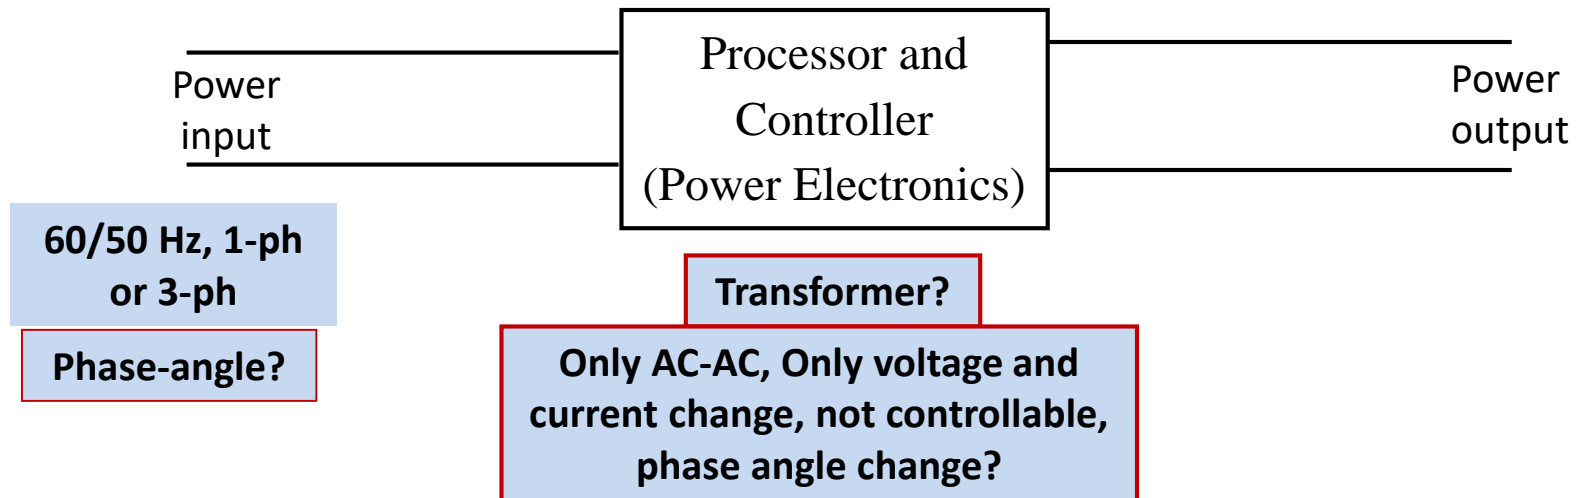 Power
input
Processor and
Controller
(Power Electronics)
Power
output
60/50 Hz, 1-ph
or 3-ph
Phase-angle?
Transformer?
Only AC-AC, Only voltage and
current change, not controllable,
phase angle change?